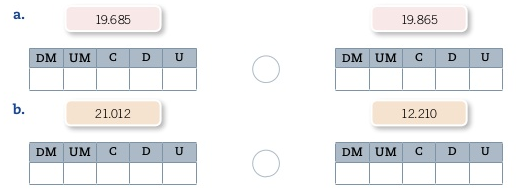 a. 19.685 19.865
DM UM C D U DM UM C D U
b. 21.012 12.210
DM UM C D U DM UM C D U